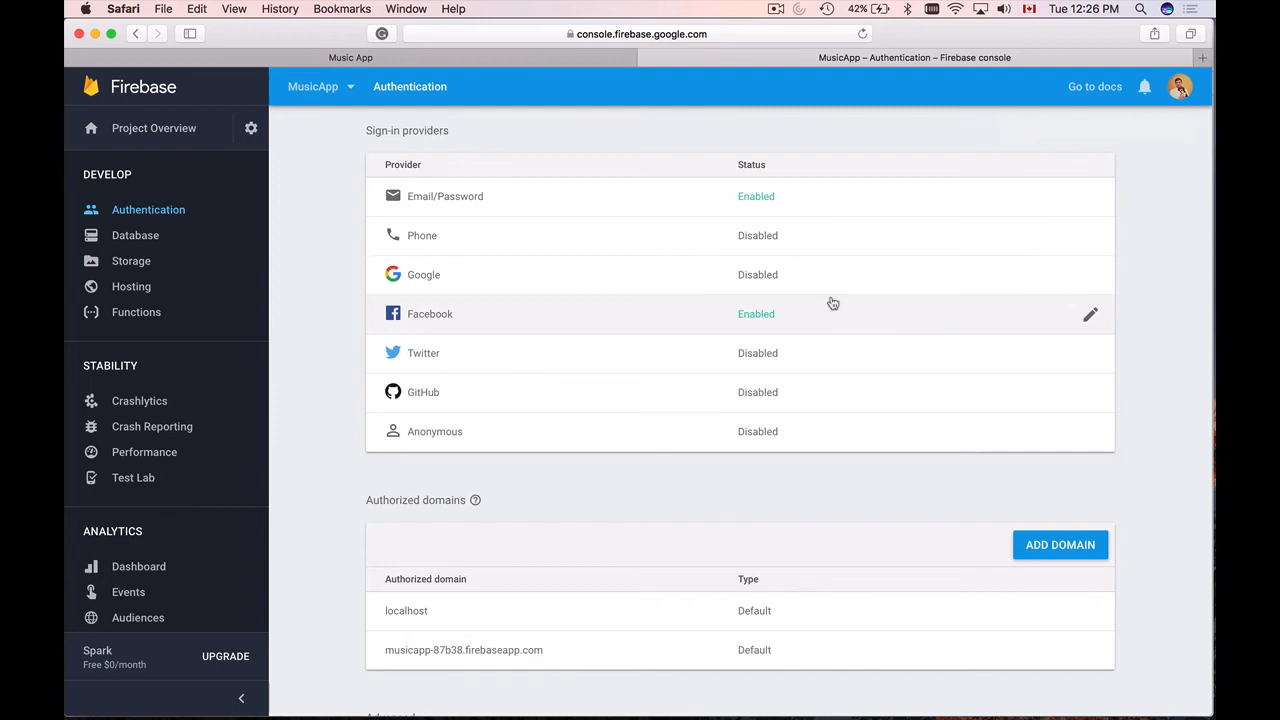 Safari File Edit View History Bookmarks Window Help 42% Tue 12:26 PM
console.firebase.google.com
Music App MusicApp – Authentication – Firebase console
Firebase MusicApp Authentication Go to docs
Project Overview
DEVELOP
Authentication
Database
Storage
Hosting
Functions
STABILITY
Crashlytics
Crash Reporting
Performance
Test Lab
ANALYTICS
Dashboard
Events
Audiences
Spark
Free $0/month
UPGRADE
Sign-in providers
Provider Status
Email/Password Enabled
Phone Disabled
Google Disabled
Facebook Enabled
Twitter Disabled
GitHub Disabled
Anonymous Disabled
Authorized domains
ADD DOMAIN
Authorized domain Type
localhost Default
musicapp-87b38.firebaseapp.com Default